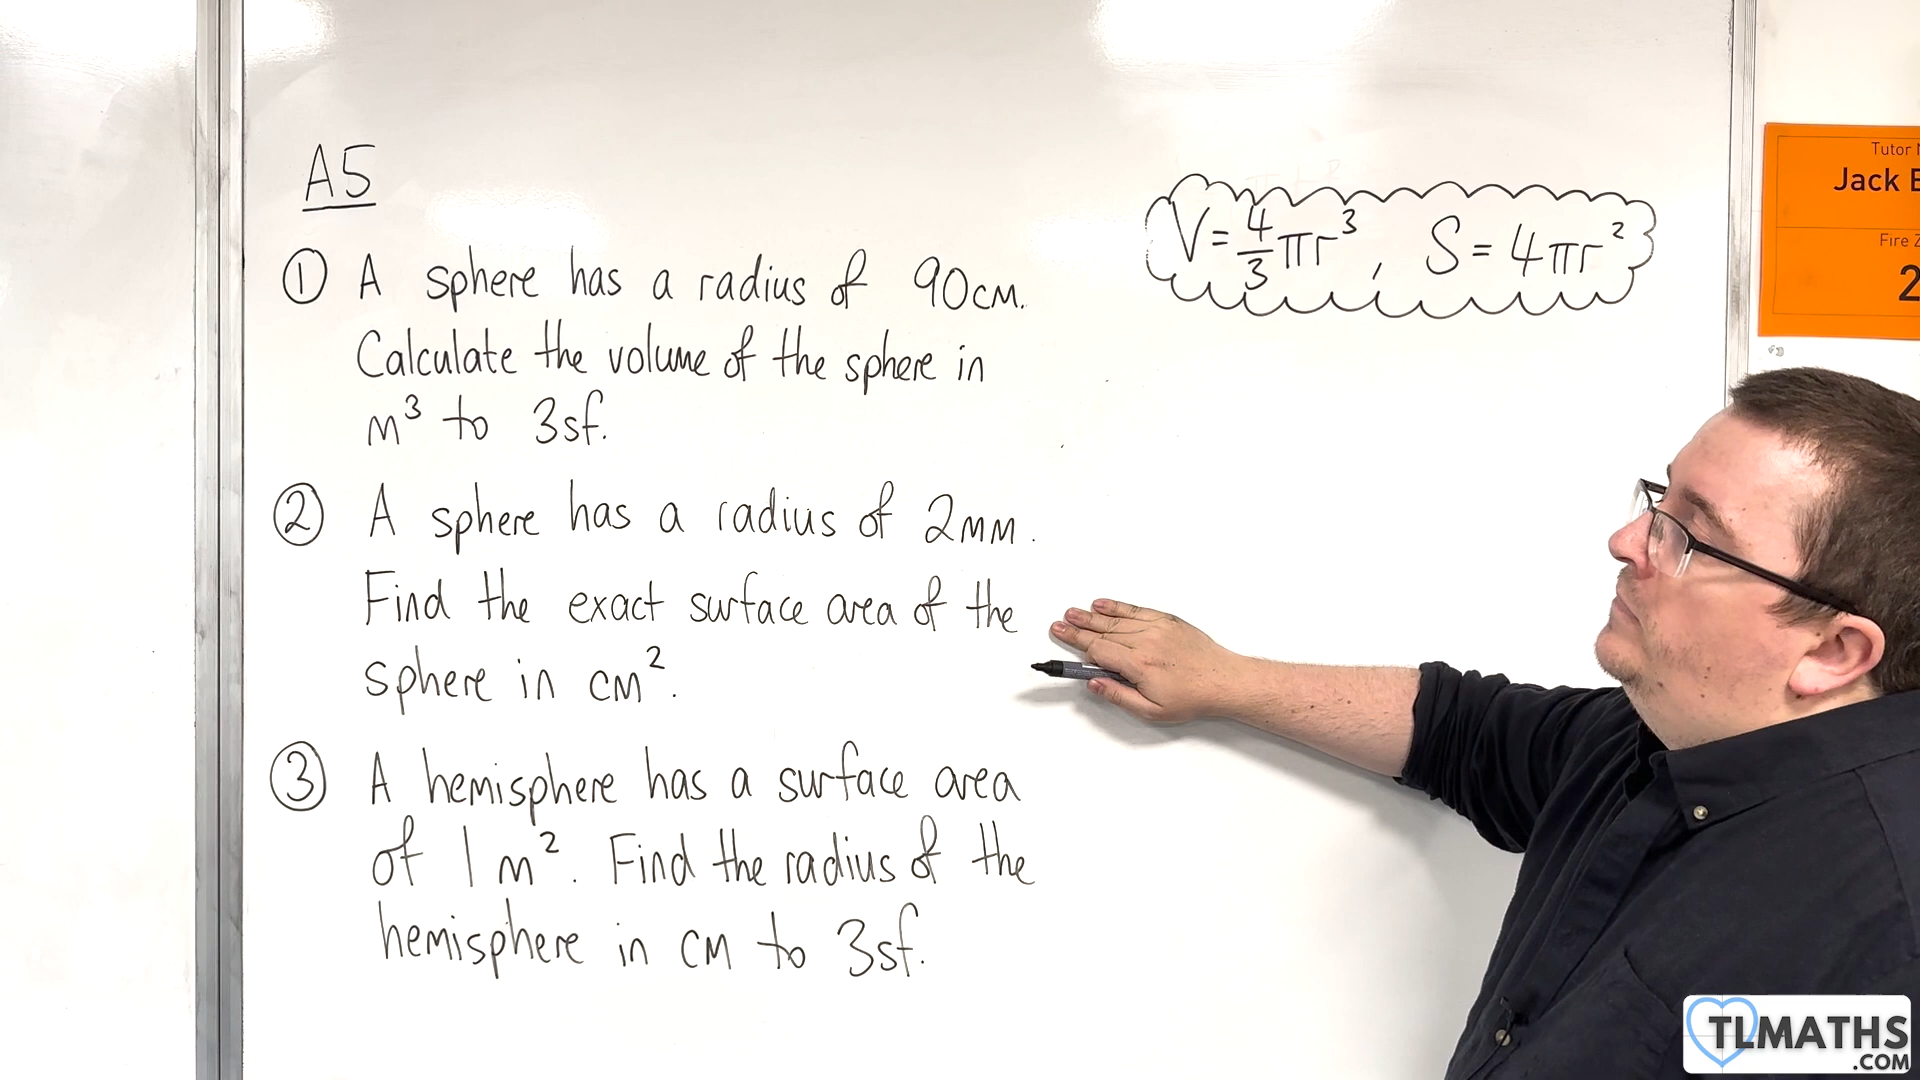 A5
① A sphere has a radius of 90cm.
Calculate the volume of the sphere in
m³ to 3sf.
② A sphere has a radius of 2mm.
Find the exact surface area of the
sphere in cm².
③ A hemisphere has a surface area
of 1m². Find the radius of the
hemisphere in cm to 3sf.
V = 4/3 πr³, S = 4πr²
Tutor
Jack
Fire
2
TLMATHS
.COM